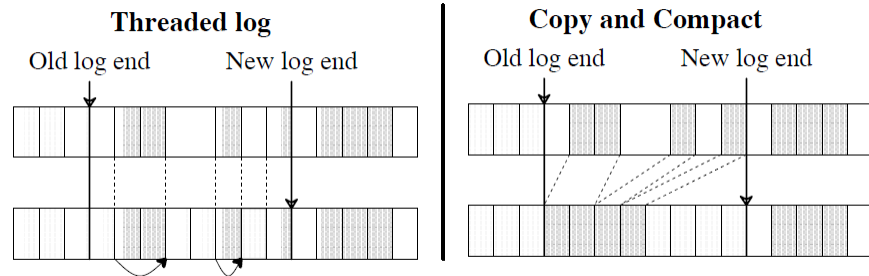 Threaded log
Old log end
New log end
Copy and Compact
Old log end
New log end